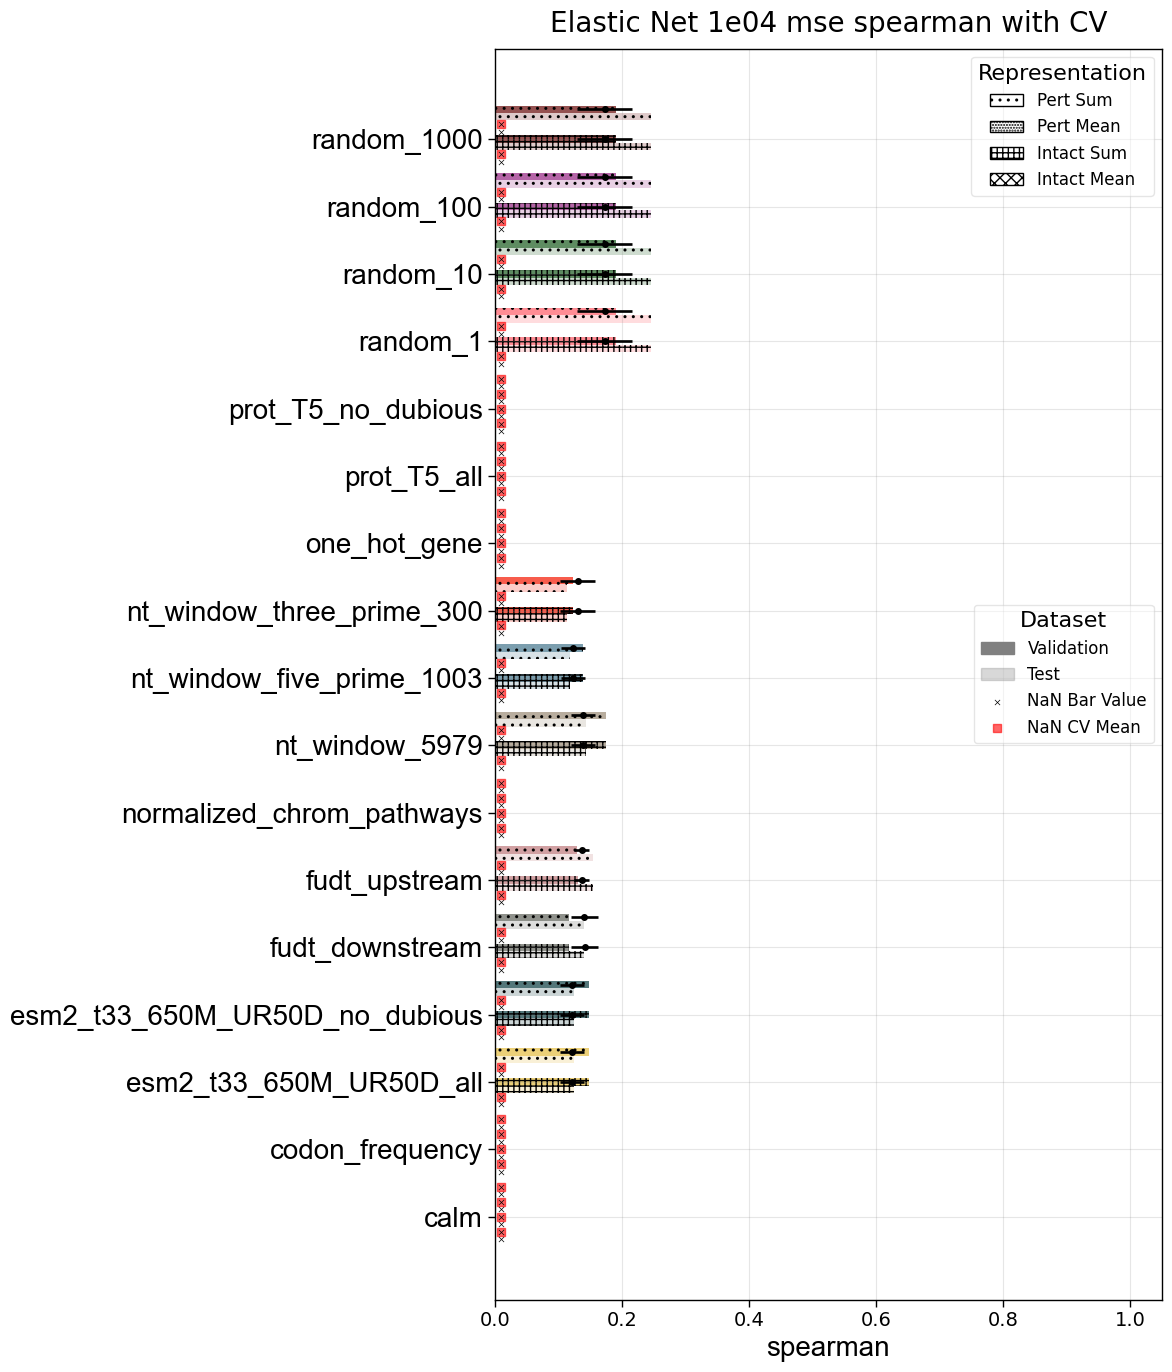 Elastic Net 1e04 mse spearman with CV
Representation
Pert Sum
Pert Mean
Intact Sum
Intact Mean
random_1000
random_100
random_10
random_1
prot_T5_no_dubious
prot_T5_all
one_hot_gene
nt_window_three_prime_300
nt_window_five_prime_1003
nt_window_5979
normalized_chrom_pathways
fudt_upstream
fudt_downstream
esm2_t33_650M_UR50D_no_dubious
esm2_t33_650M_UR50D_all
codon_frequency
calm
Dataset
Validation
Test
NaN Bar Value
NaN CV Mean
0.0 0.2 0.4 0.6 0.8 1.0
spearman